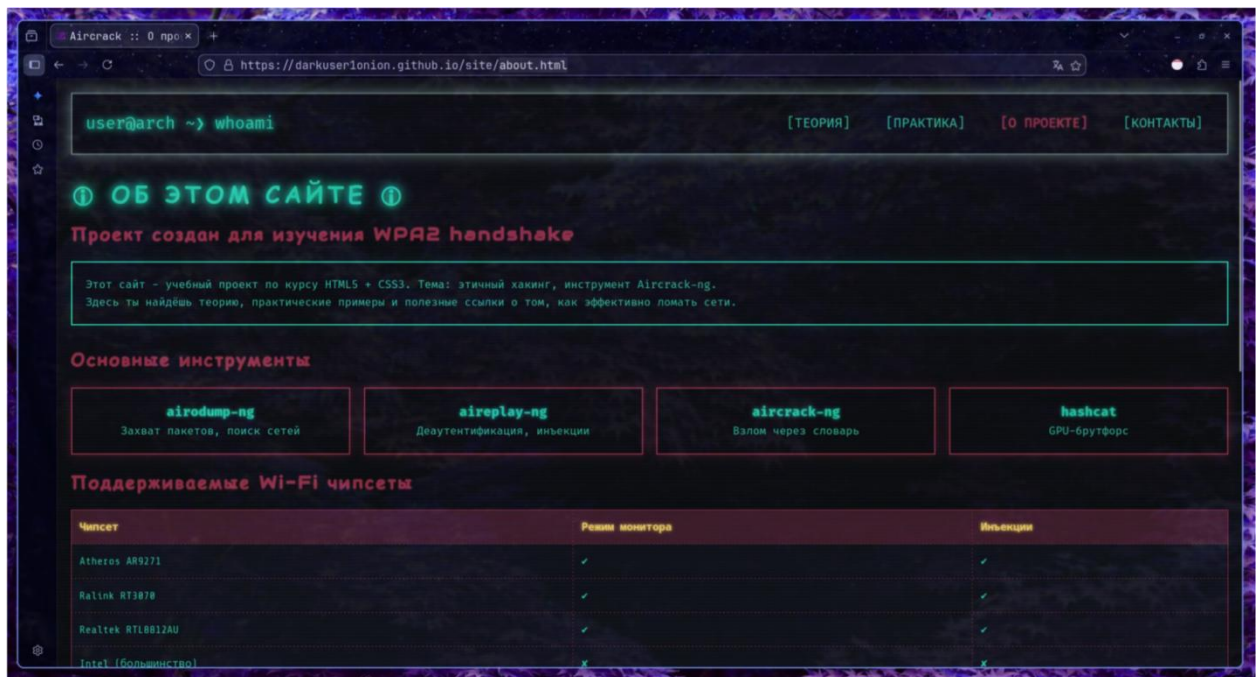 Aircrack :: О про
https://darkuser1onion.github.io/site/about.html
user@arch ~> whoami
[ТЕОРИЯ] [ПРАКТИКА] [О ПРОЕКТЕ] [КОНТАКТЫ]
ОБ ЭТОМ САЙТЕ
Проект создан для изучения WPA2 handshake
Этот сайт - учебный проект по курсу HTML5 + CSS3. Тема: этичный хакинг, инструмент Aircrack-ng.
Здесь ты найдёшь теорию, практические примеры и полезные ссылки о том, как эффективно ломать сети.
Основные инструменты
airodump-ng
Захват пакетов, поиск сетей
aireplay-ng
Деаутентификация, инъекции
aircrack-ng
Взлом через словарь
hashcat
GPU-брутфорс
Поддерживаемые Wi-Fi чипсеты
Чипсет Режим монитора Инъекции
Atheros AR9271 ✔ ✔
Ralink RT3070 ✔ ✔
Realtek RTL8812AU ✔ ✔
Intel (большинство) ✘ ✘